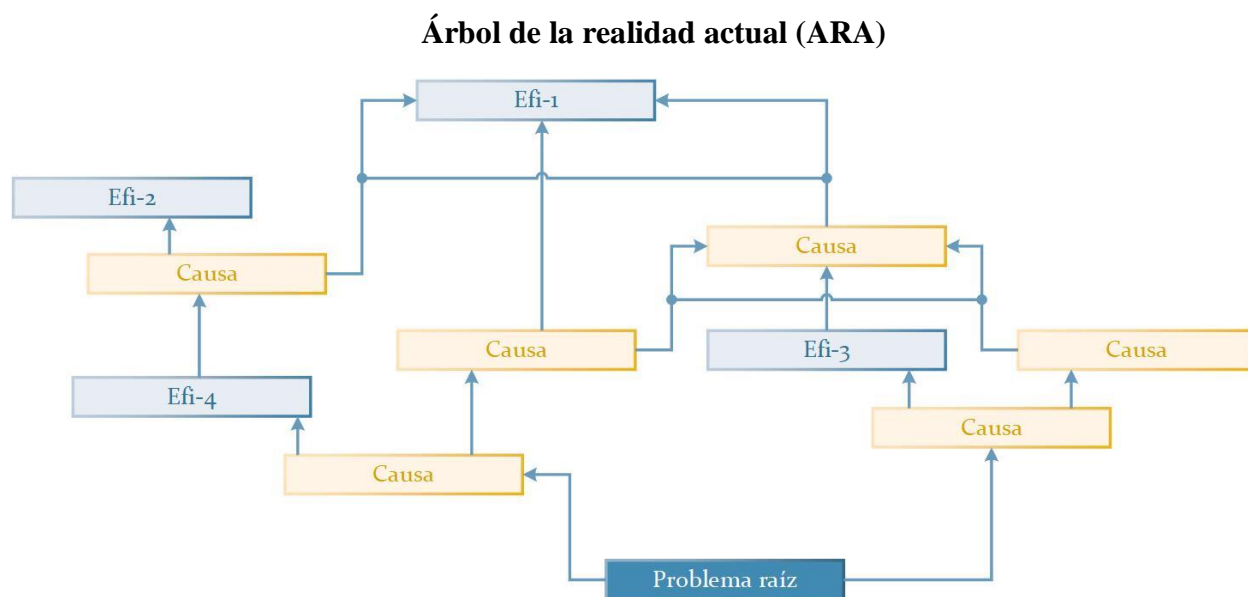 Árbol de la realidad actual (ARA)
Efi-1
Efi-2
Causa
Causa
Causa
Efi-3
Causa
Efi-4
Causa
Causa
Problema raíz